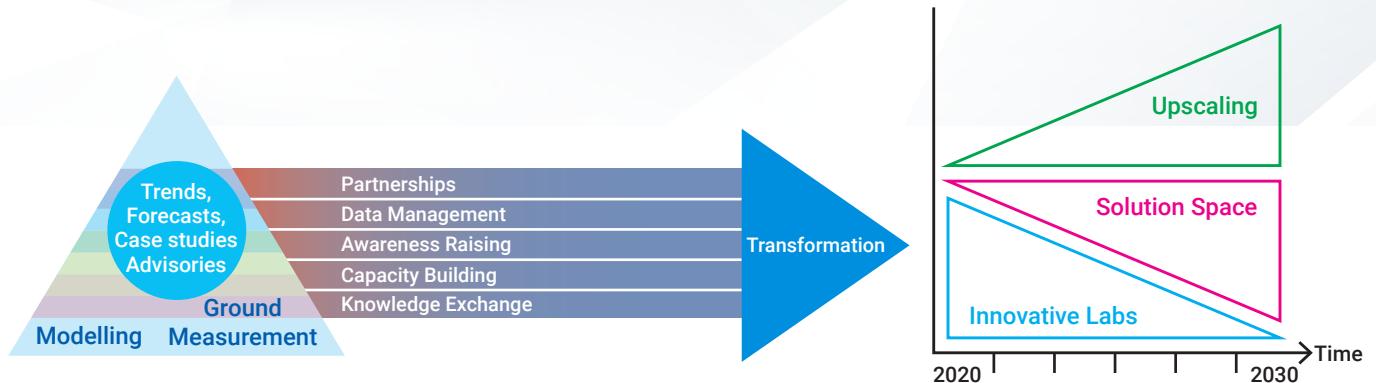 Trends,
Forecasts,
Case studies
Advisories
Modelling
Ground
Measurement
Partnerships
Data Management
Awareness Raising
Capacity Building
Knowledge Exchange
Transformation
Upscaling
Solution Space
Innovative Labs
Time
2020
2030